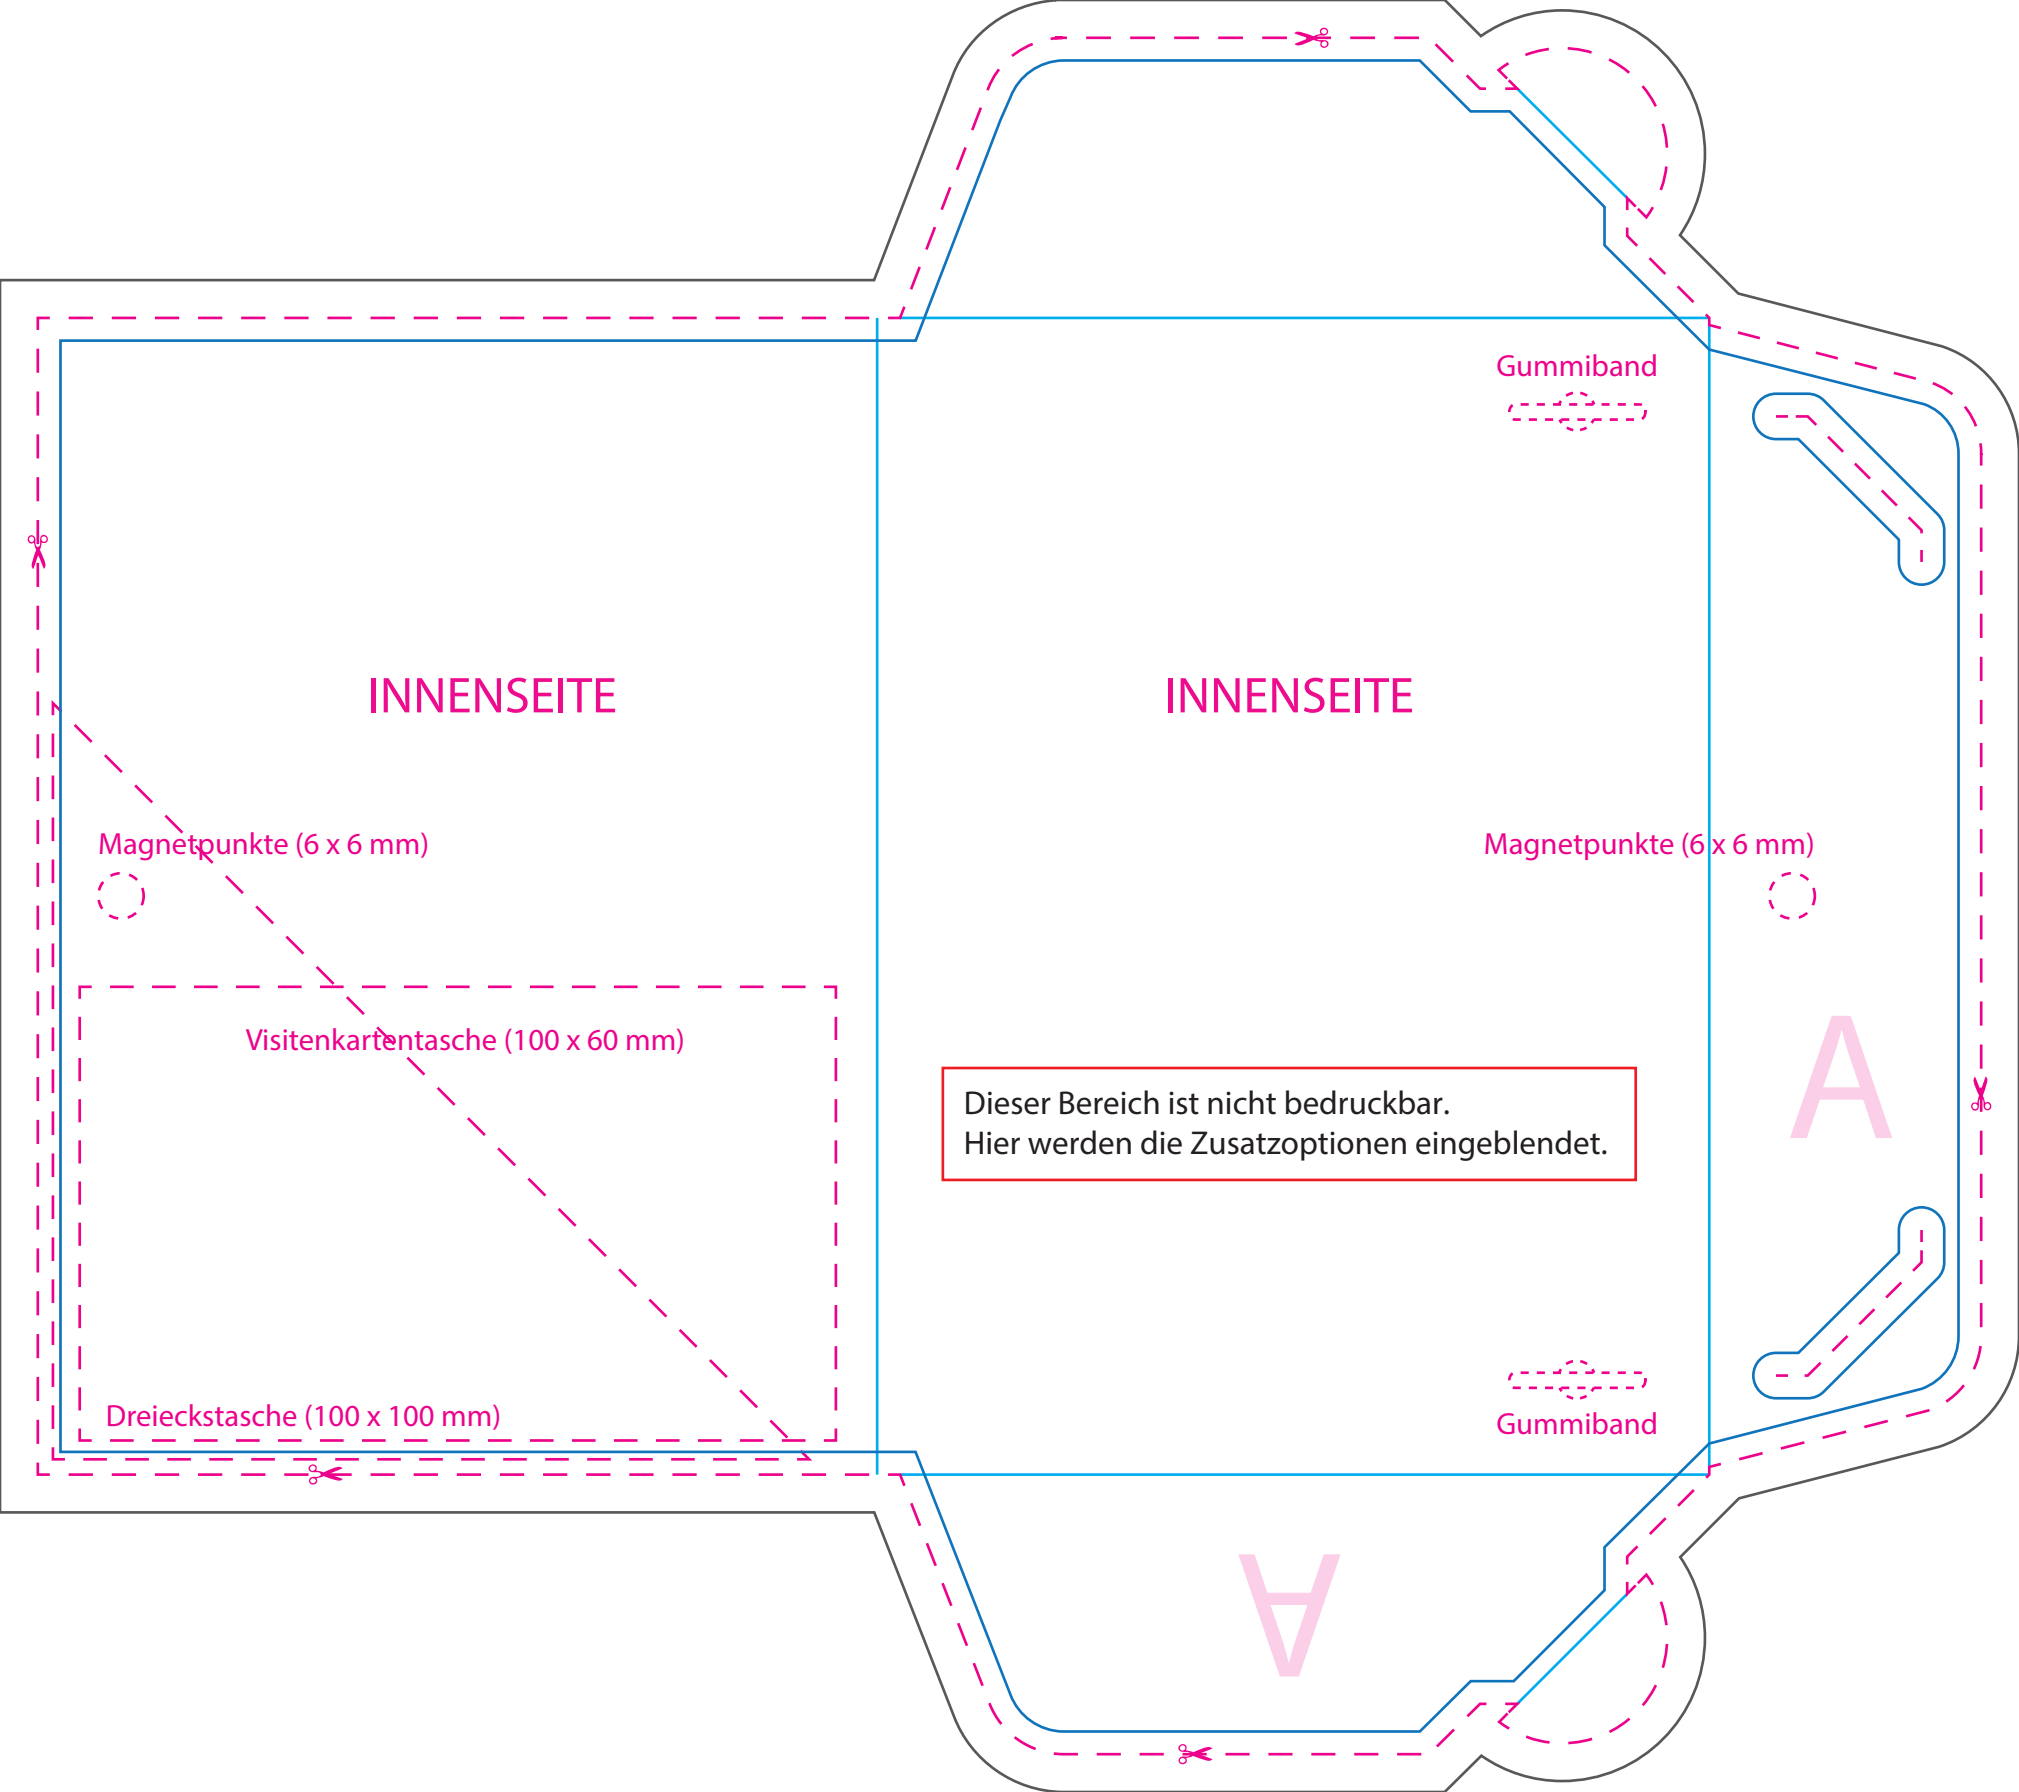 Gummiband
INNENSEITE
INNENSEITE
Magnetpunkte (6 x 6 mm)
Magnetpunkte (6 x 6 mm)
Visitenkartentasche (100 x 60 mm)
A
Dieser Bereich ist nicht bedruckbar.
Hier werden die Zusatzoptionen eingeblendet.
Dreieckstasche (100 x 100 mm)
Gummiband
A